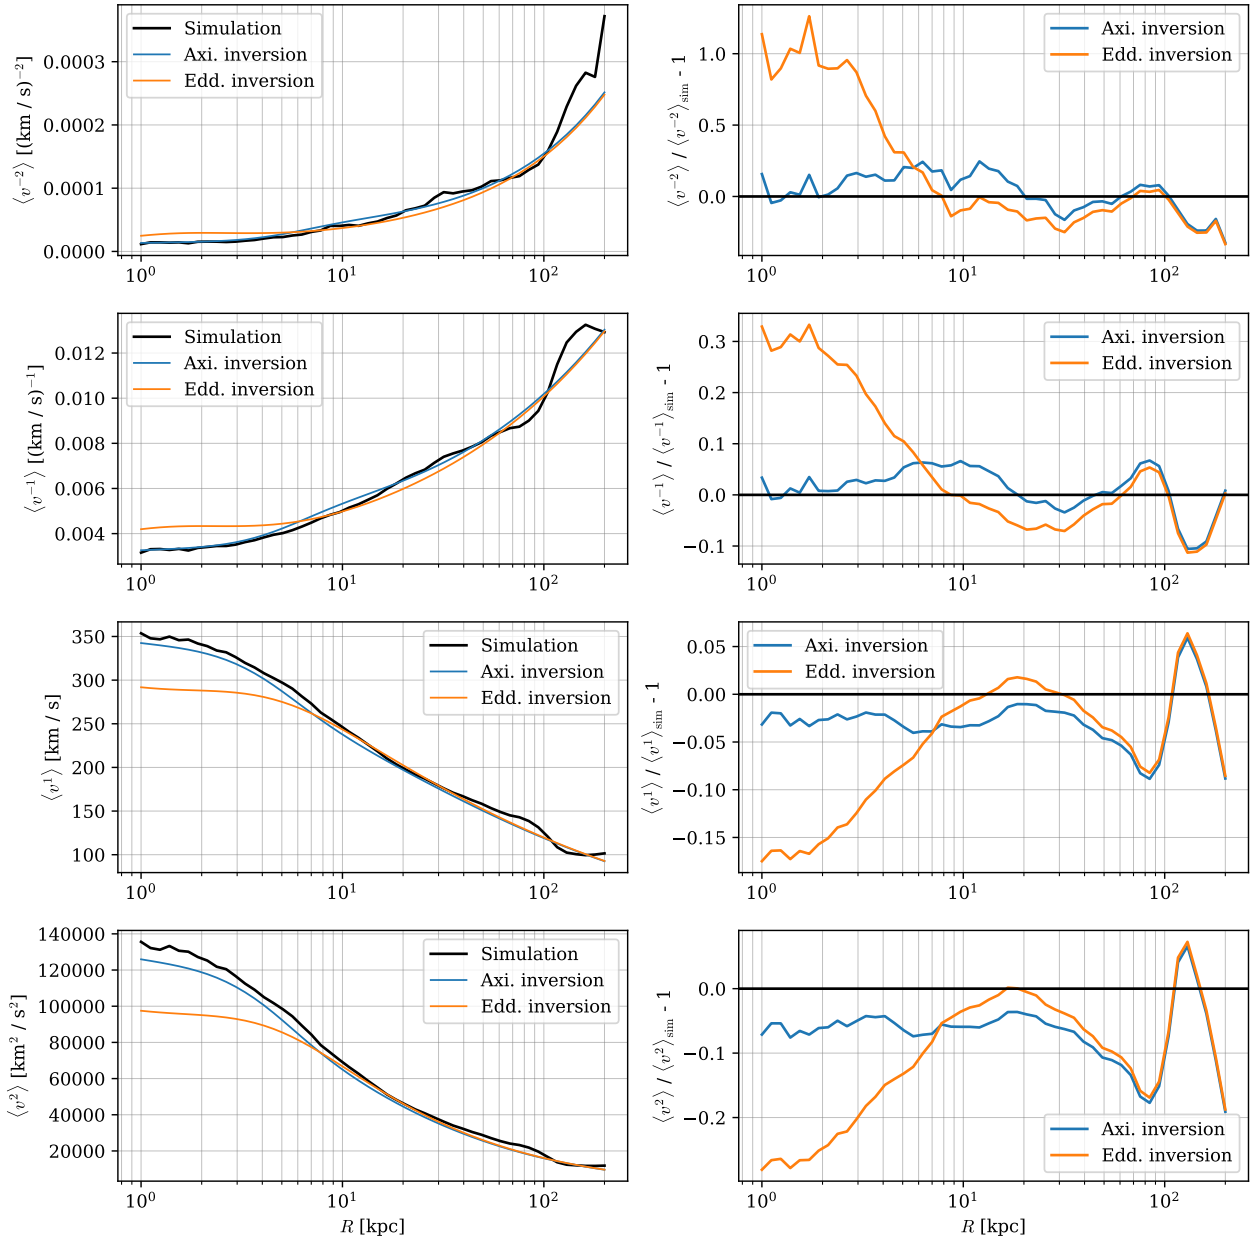 ⟨v⁻²⟩ [(km / s)⁻²]
0.0003
0.0002
0.0001
0.0000
Simulation
Axi. inversion
Edd. inversion
10⁰ 10¹ 10²
⟨v⁻²⟩ / ⟨v⁻²⟩sim - 1
1.0
0.5
0.0
Axi. inversion
Edd. inversion
10⁰ 10¹ 10²
⟨v⁻¹⟩ [(km / s)⁻¹]
0.012
0.010
0.008
0.006
0.004
Simulation
Axi. inversion
Edd. inversion
10⁰ 10¹ 10²
⟨v⁻¹⟩ / ⟨v⁻¹⟩sim - 1
0.3
0.2
0.1
0.0
−0.1
Axi. inversion
Edd. inversion
10⁰ 10¹ 10²
⟨v¹⟩ [km / s]
350
300
250
200
150
100
Simulation
Axi. inversion
Edd. inversion
10⁰ 10¹ 10²
⟨v¹⟩ / ⟨v¹⟩sim - 1
0.05
0.00
−0.05
−0.10
−0.15
Axi. inversion
Edd. inversion
10⁰ 10¹ 10²
⟨v²⟩ [km² / s²]
140000
120000
100000
80000
60000
40000
20000
Simulation
Axi. inversion
Edd. inversion
10⁰ 10¹ 10²
R [kpc]
⟨v²⟩ / ⟨v²⟩sim - 1
0.0
−0.1
−0.2
Axi. inversion
Edd. inversion
10⁰ 10¹ 10²
R [kpc]